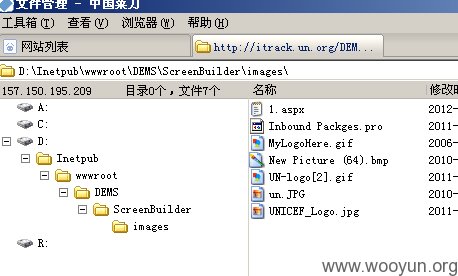 文件管理 - 中国菜刀
工具箱(T) 查看(V) 浏览器(W) 帮助(H)
网站列表 http://itrack.un.org/DEM...
D:\Inetpub\wwwroot\DEMS\ScreenBuilder\images\
157.150.195.209 目录0个,文件7个 名称 修改时
A:
C:
D:
Inetpub
wwwroot
DEMS
ScreenBuilder
images
R:
1.aspx 2012-
Inbound Packges.pro 2011-
MyLogoHere.gif 2006-
New Picture (64).bmp 2011-
UN-logo[2].gif 2011-
un.JPG 2010-
UNICEF_Logo.jpg 2011-
www.wooyun.org